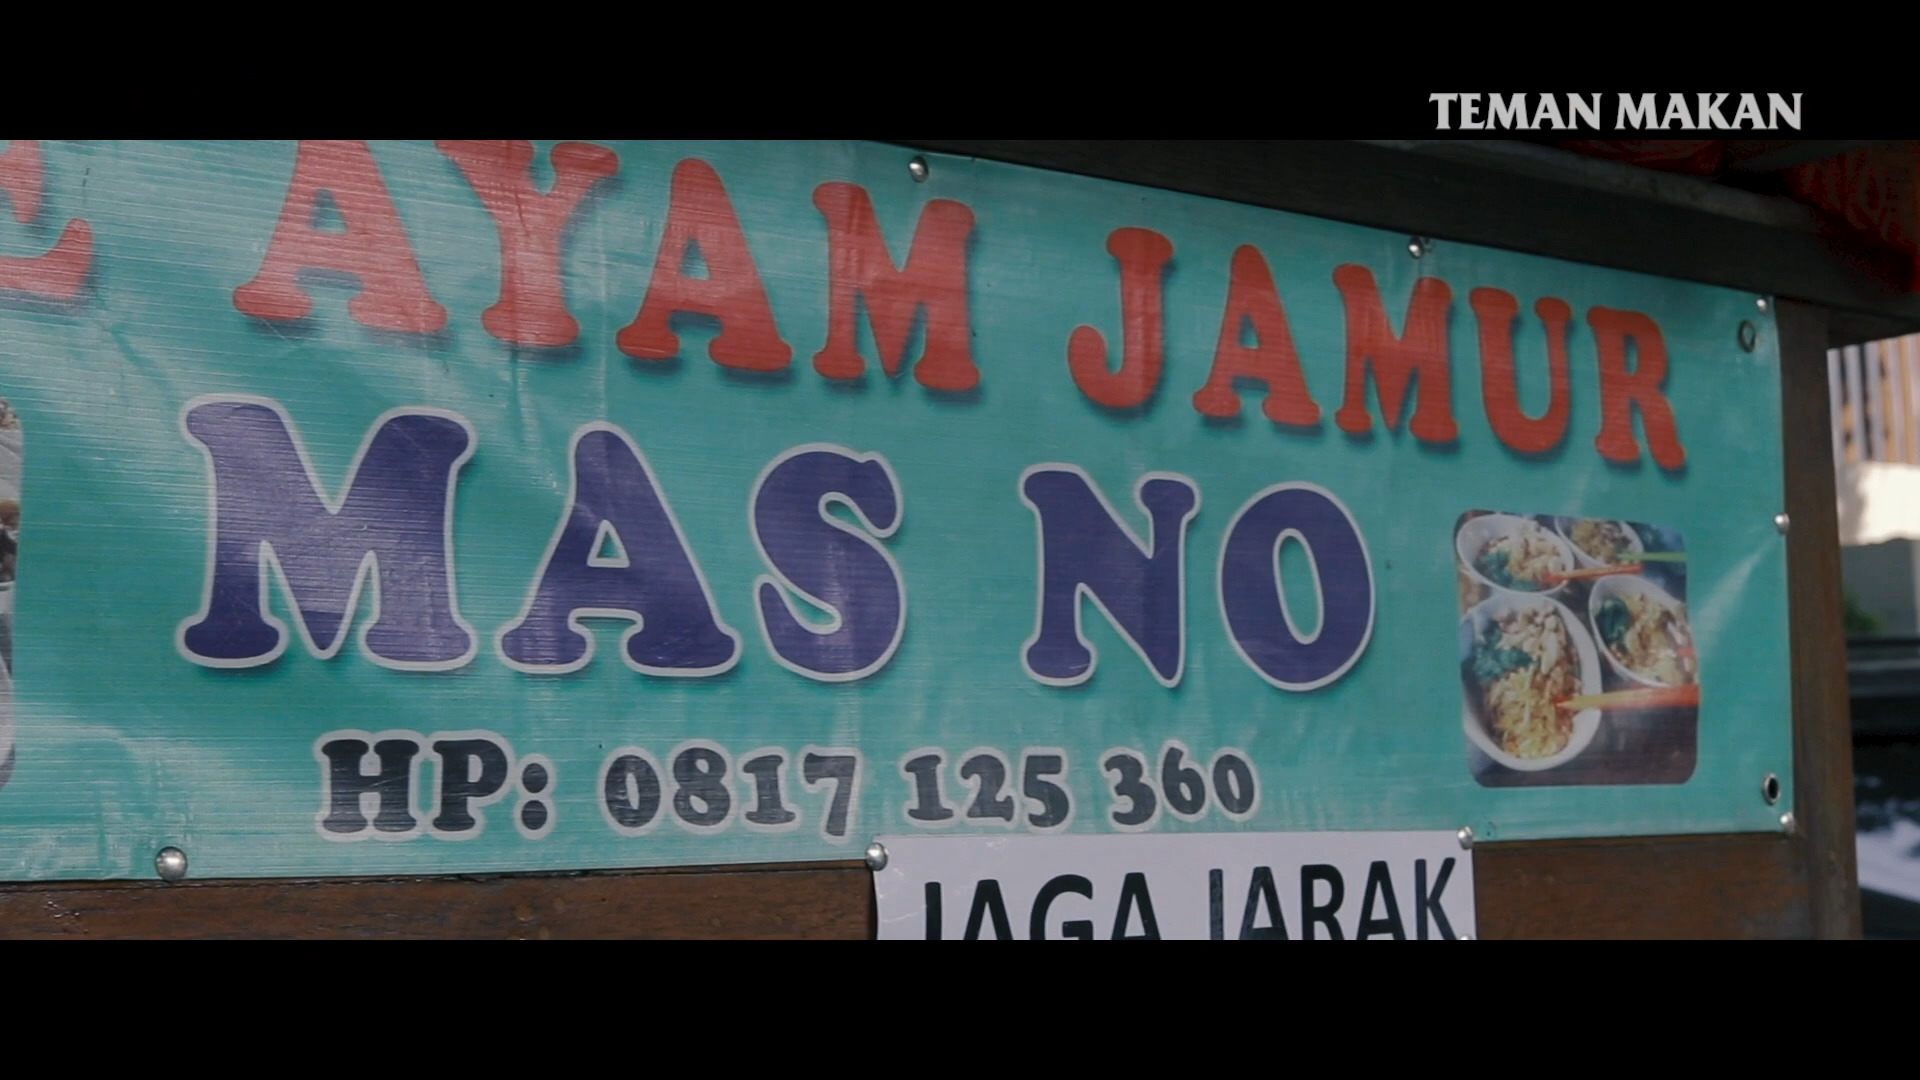 TEMAN MAKAN
E AYAM JAMUR
MAS NO
HP: 0817 125 360
JAGA JARAK